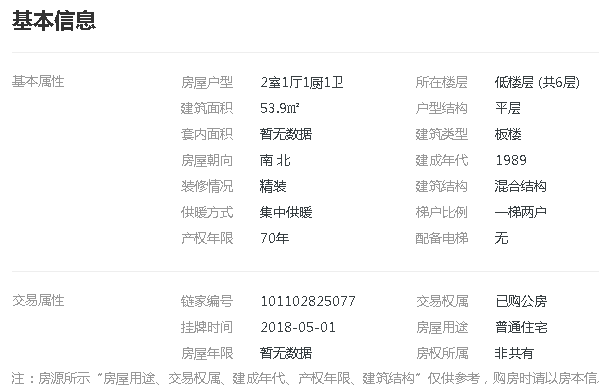 基本信息
基本属性 房屋户型 2室1厅1厨1卫 所在楼层 低楼层 (共6层)
建筑面积 53.9㎡ 户型结构 平层
套内面积 暂无数据 建筑类型 板楼
房屋朝向 南 北 建成年代 1989
装修情况 精装 建筑结构 混合结构
供暖方式 集中供暖 梯户比例 一梯两户
产权年限 70年 配备电梯 无
交易属性 链家编号 101102825077 交易权属 已购公房
挂牌时间 2018-05-01 房屋用途 普通住宅
房屋年限 暂无数据 房权所属 非共有
注：房源所示“房屋用途、交易权属、建成年代、产权年限、建筑结构”仅供参考，购房时请以房本信